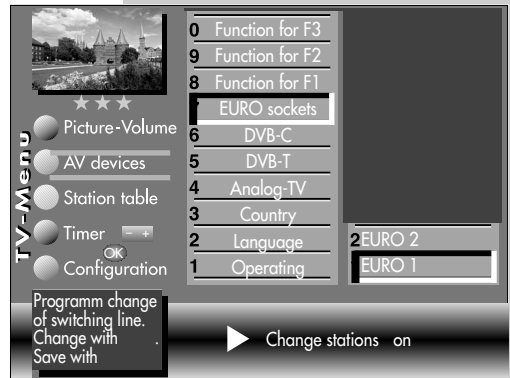 TV-Menu
Picture-Volume
AV devices
Station table
Timer - +
OK
Configuration
0 Function for F3
9 Function for F2
8 Function for F1
EURO sockets
6 DVB-C
5 DVB-T
4 Analog-TV
3 Country
2 Language
1 Operating
2 EURO 2
EURO 1
Programm change
of switching line.
Change with .
Save with
Change stations on